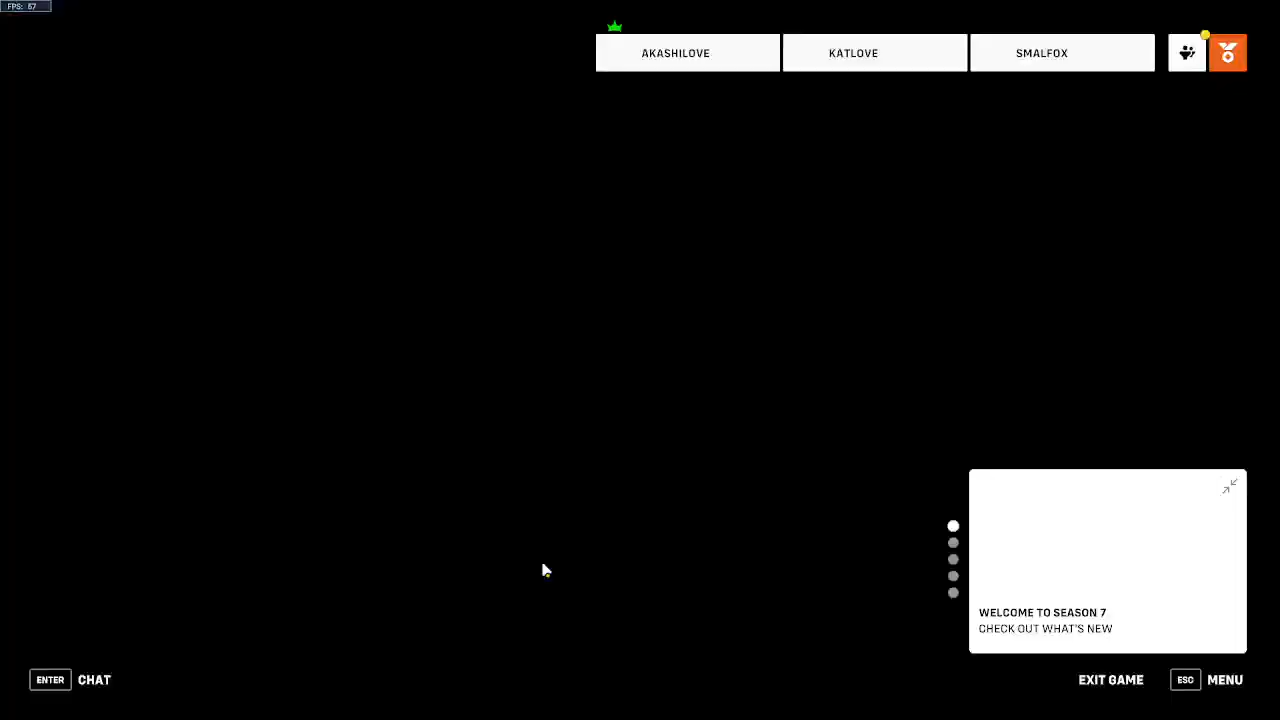 FPS: 57
AKASHILOVE
KATLOVE
SMALFOX
WELCOME TO SEASON 7
CHECK OUT WHAT'S NEW
ENTER CHAT
EXIT GAME
ESC MENU